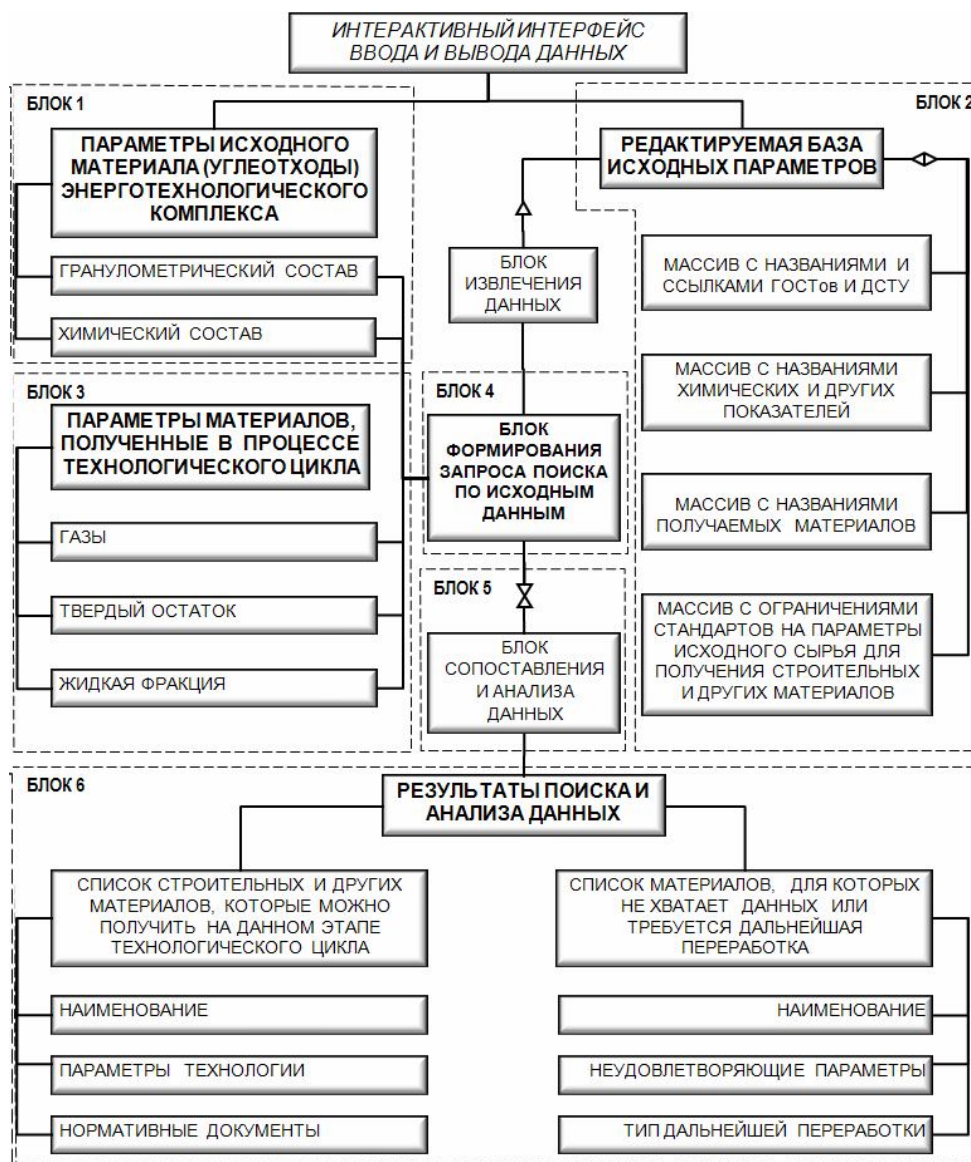 ИНТЕРАКТИВНЫЙ ИНТЕРФЕЙС
ВВОДА И ВЫВОДА ДАННЫХ
БЛОК 1
ПАРАМЕТРЫ ИСХОДНОГО
МАТЕРИАЛА (УГЛЕОТХОДЫ)
ЭНЕРГОТЕХНОЛОГИЧЕСКОГО
КОМПЛЕКСА
ГРАНУЛОМЕТРИЧЕСКИЙ СОСТАВ
ХИМИЧЕСКИЙ СОСТАВ
БЛОК 2
РЕДАКТИРУЕМАЯ БАЗА
ИСХОДНЫХ ПАРАМЕТРОВ
МАССИВ С НАЗВАНИЯМИ И
ССЫЛКАМИ ГОСТов И ДСТУ
МАССИВ С НАЗВАНИЯМИ
ХИМИЧЕСКИХ И ДРУГИХ
ПОКАЗАТЕЛЕЙ
МАССИВ С НАЗВАНИЯМИ
ПОЛУЧАЕМЫХ МАТЕРИАЛОВ
МАССИВ С ОГРАНИЧЕНИЯМИ
СТАНДАРТОВ НА ПАРАМЕТРЫ
ИСХОДНОГО СЫРЬЯ ДЛЯ
ПОЛУЧЕНИЯ СТРОИТЕЛЬНЫХ
И ДРУГИХ МАТЕРИАЛОВ
БЛОК
ИЗВЛЕЧЕНИЯ
ДАННЫХ
БЛОК 3
ПАРАМЕТРЫ МАТЕРИАЛОВ,
ПОЛУЧЕННЫЕ В ПРОЦЕССЕ
ТЕХНОЛОГИЧЕСКОГО ЦИКЛА
ГАЗЫ
ТВЕРДЫЙ ОСТАТОК
ЖИДКАЯ ФРАКЦИЯ
БЛОК 4
БЛОК
ФОРМИРОВАНИЯ
ЗАПРОСА ПОИСКА
ПО ИСХОДНЫМ
ДАННЫМ
БЛОК 5
БЛОК
СОПОСТАВЛЕНИЯ
И АНАЛИЗА
ДАННЫХ
БЛОК 6
РЕЗУЛЬТАТЫ ПОИСКА И
АНАЛИЗА ДАННЫХ
СПИСОК СТРОИТЕЛЬНЫХ И ДРУГИХ
МАТЕРИАЛОВ, КОТОРЫЕ МОЖНО
ПОЛУЧИТЬ НА ДАННОМ ЭТАПЕ
ТЕХНОЛОГИЧЕСКОГО ЦИКЛА
НАИМЕНОВАНИЕ
ПАРАМЕТРЫ ТЕХНОЛОГИИ
НОРМАТИВНЫЕ ДОКУМЕНТЫ
СПИСОК МАТЕРИАЛОВ, ДЛЯ КОТОРЫХ
НЕ ХВАТАЕТ ДАННЫХ ИЛИ
ТРЕБУЕТСЯ ДАЛЬНЕЙШАЯ
ПЕРЕРАБОТКА
НАИМЕНОВАНИЕ
НЕУДОВЛЕТВОРЯЮЩИЕ ПАРАМЕТРЫ
ТИП ДАЛЬНЕЙШЕЙ ПЕРЕРАБОТКИ